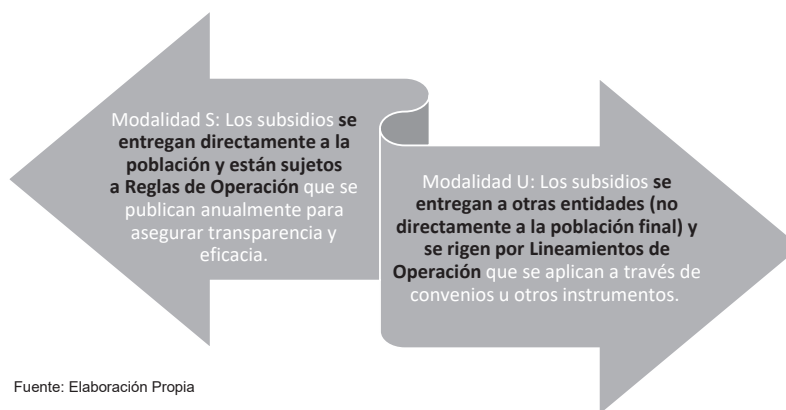 Modalidad S: Los subsidios se
entregan directamente a la
población y están sujetos
a Reglas de Operación que se
publican anualmente para
asegurar transparencia y
eficacia.
Modalidad U: Los subsidios se
entregan a otras entidades (no
directamente a la población final) y
se rigen por Lineamientos de
Operación que se aplican a través de
convenios u otros instrumentos.
Fuente: Elaboración Propia